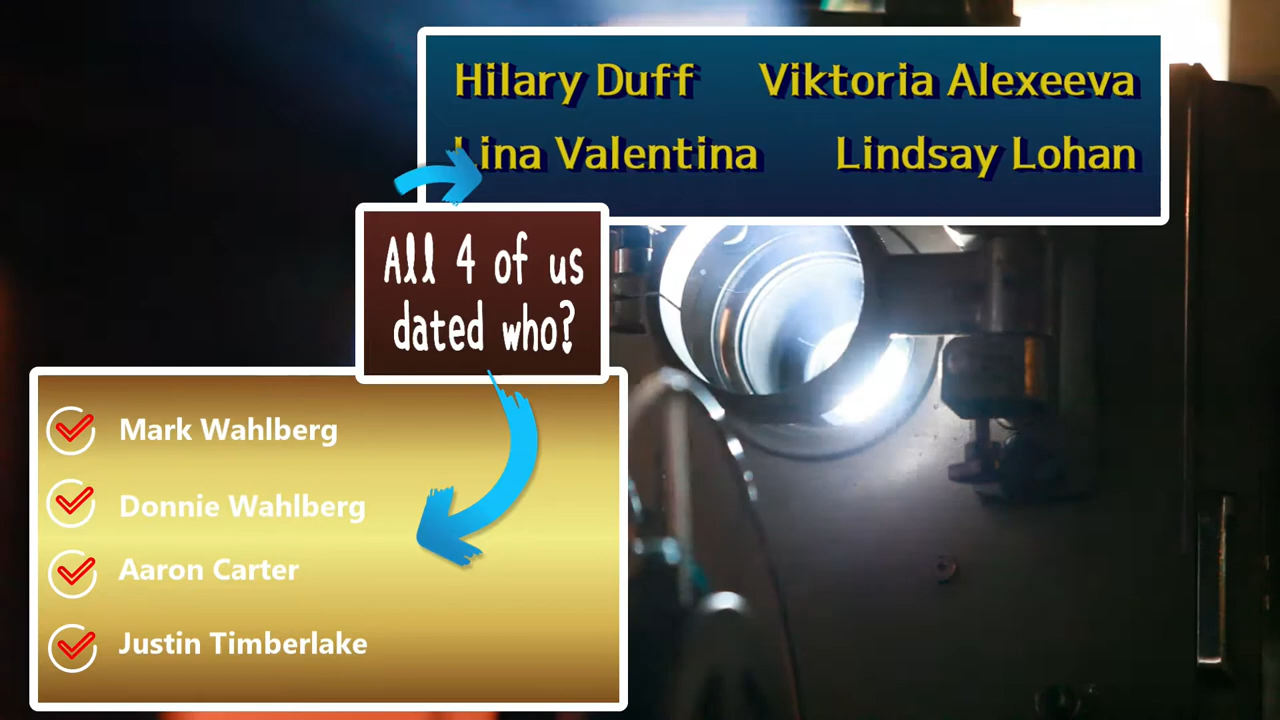 Hilary Duff Viktoria Alexeeva
Lina Valentina Lindsay Lohan
All 4 of us
dated who?
Mark Wahlberg
Donnie Wahlberg
Aaron Carter
Justin Timberlake